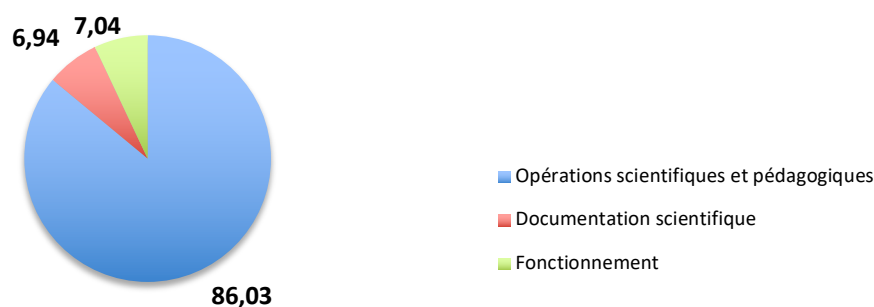 7,04
6,94
86,03
Opérations scientifiques et pédagogiques
Documentation scientifique
Fonctionnement